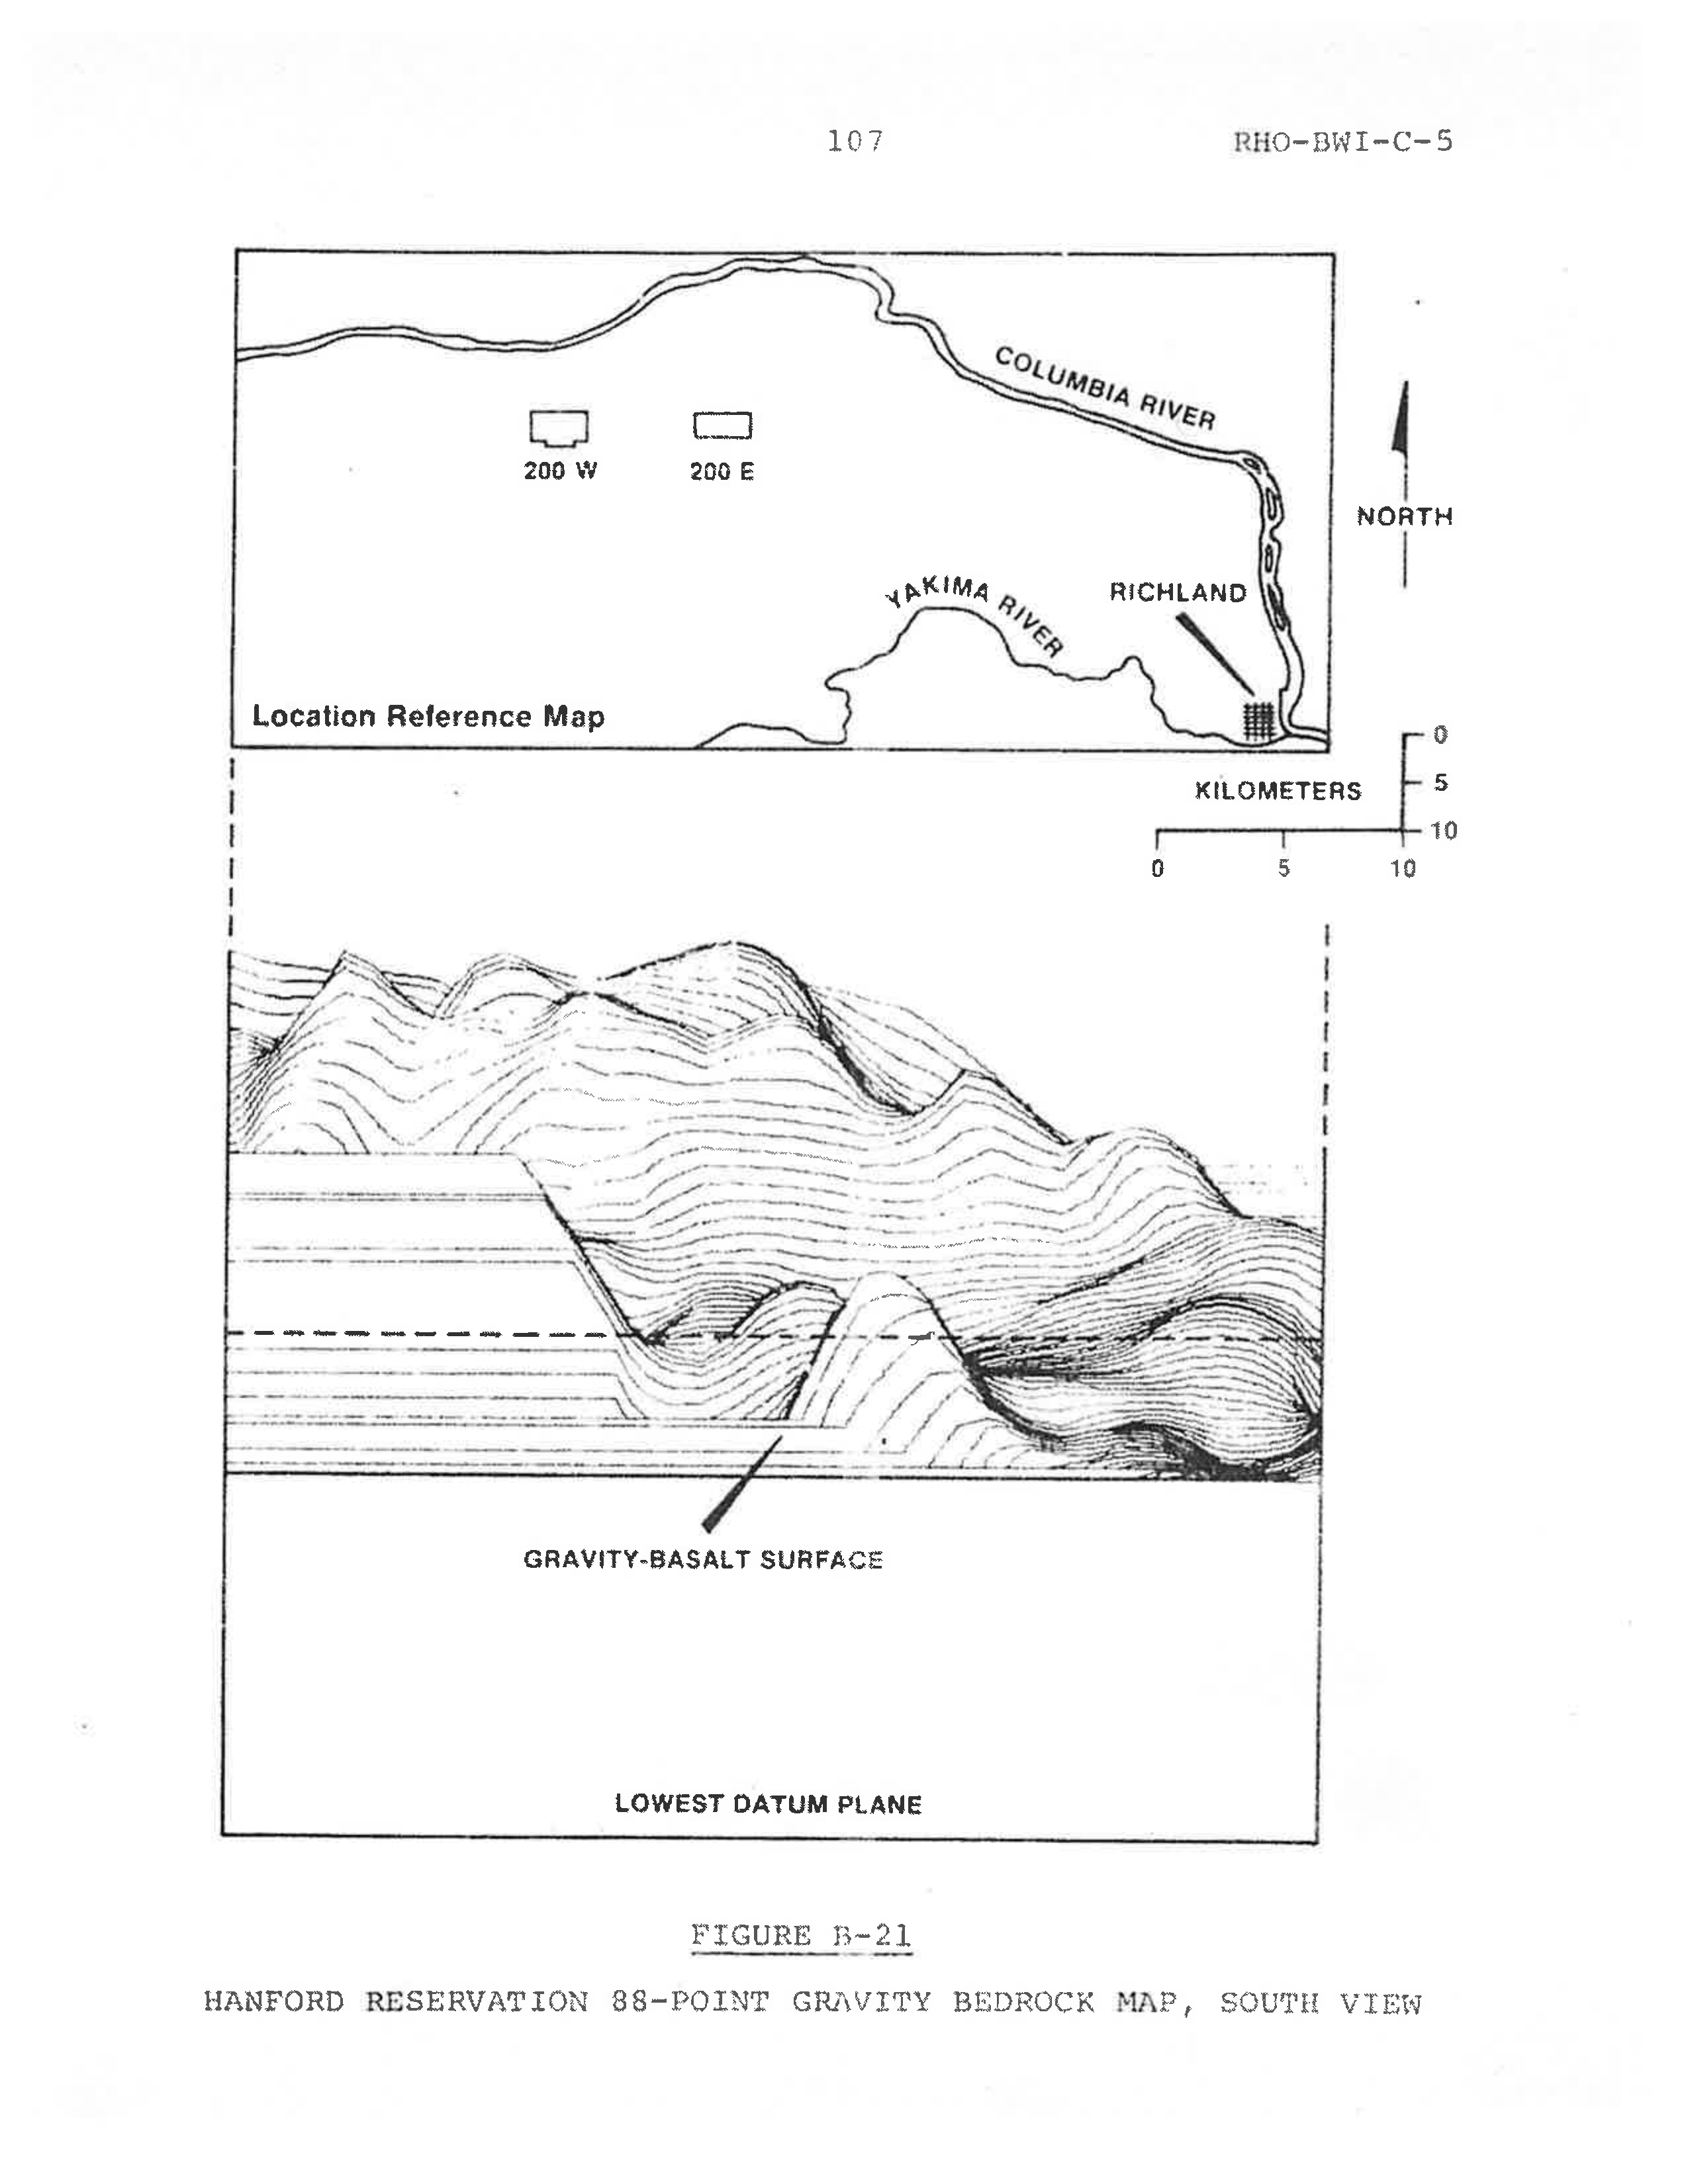 107
RHO-BWI-C-5
COLUMBIA RIVER
200 W
200 E
NORTH
YAKIMA RIVER
RICHLAND
Location Reference Map
0
KILOMETERS
5
10
0 5 10
GRAVITY-BASALT SURFACE
LOWEST DATUM PLANE
FIGURE B-21
HANFORD RESERVATION 88-POINT GRAVITY BEDROCK MAP, SOUTH VIEW